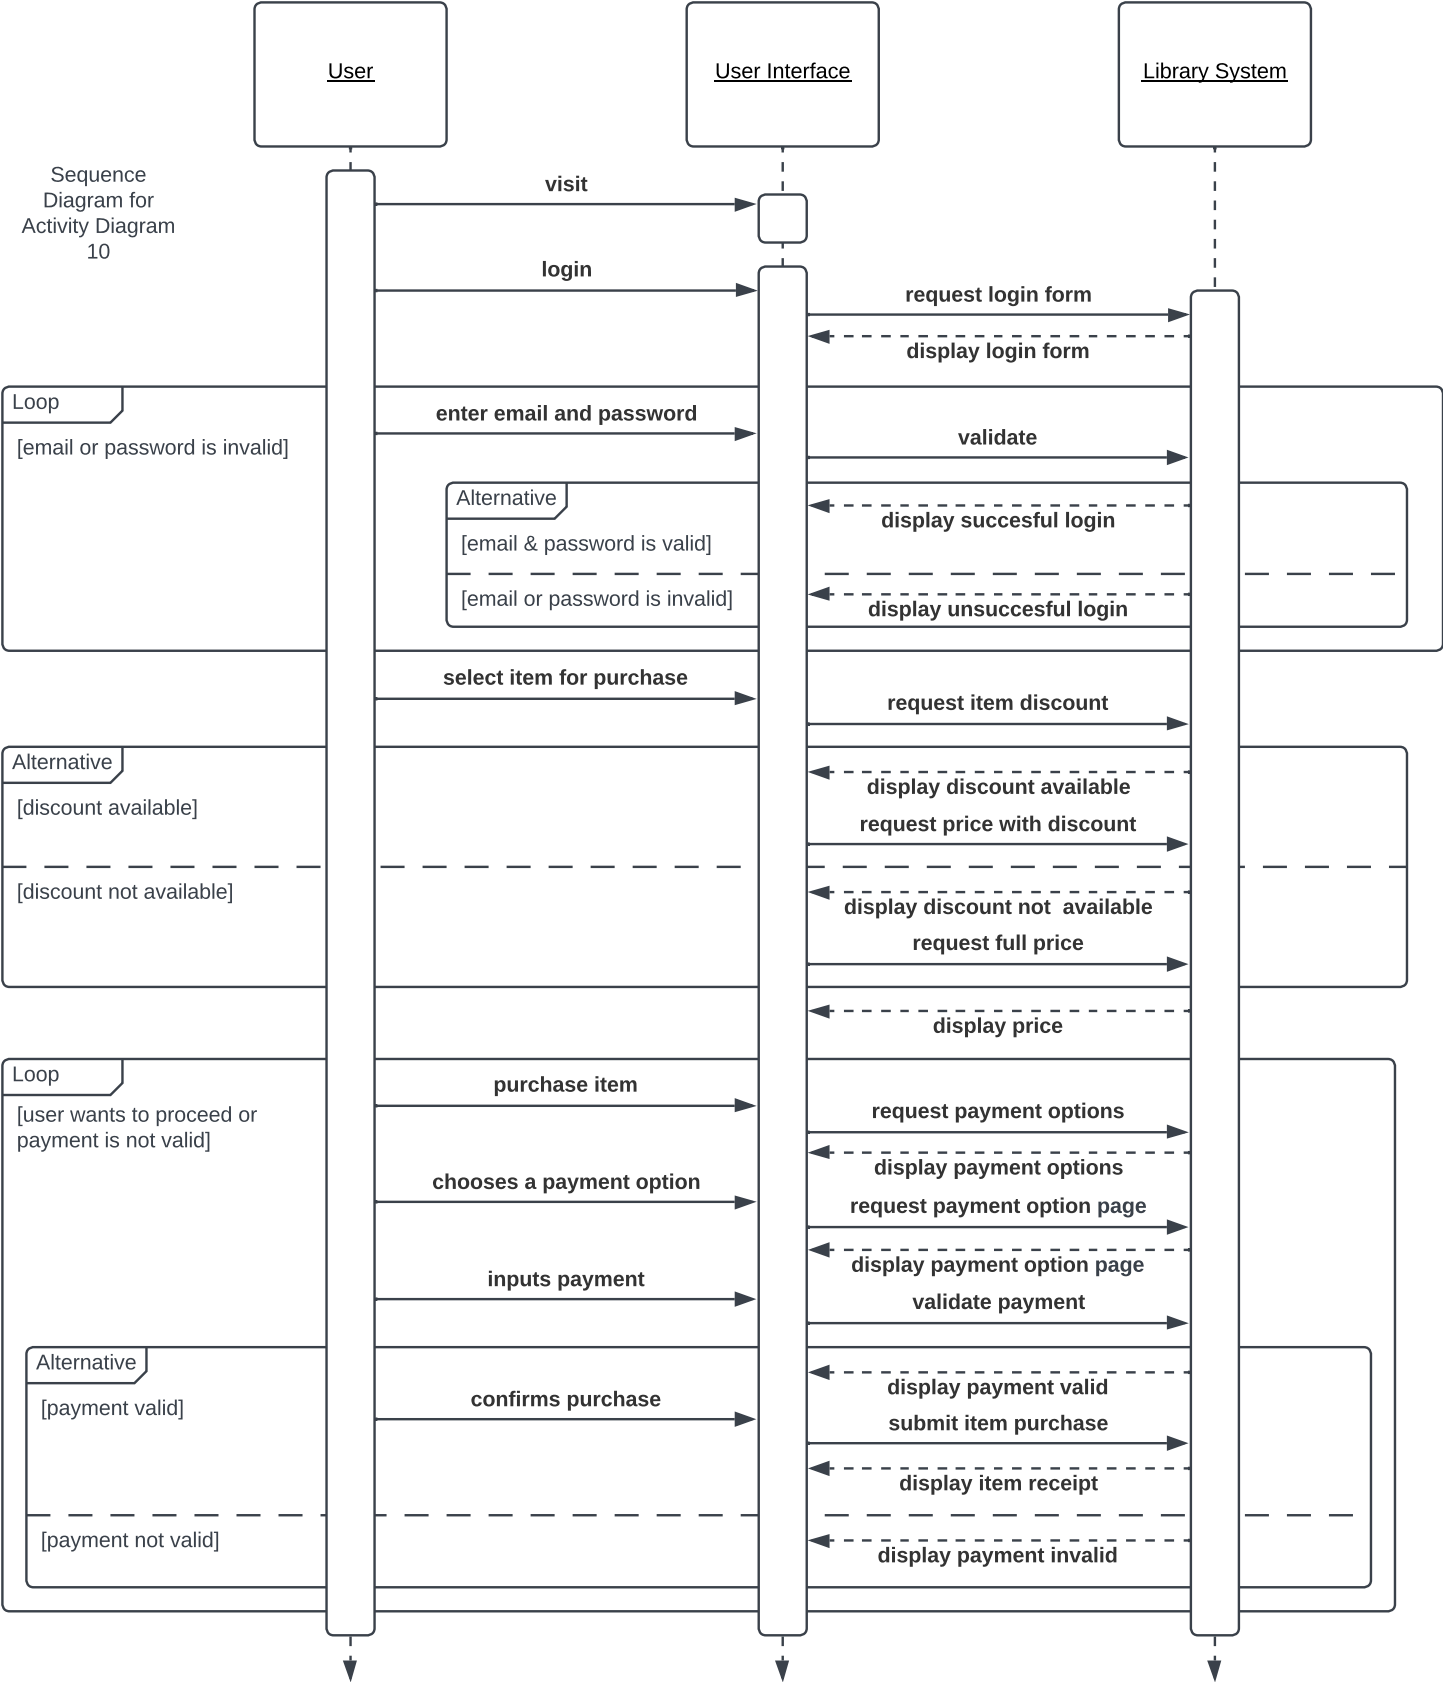 User
User Interface
Library System
Sequence
Diagram for
Activity Diagram
10
visit
login
request login form
display login form
Loop
[email or password is invalid]
enter email and password
validate
Alternative
[email & password is valid]
display succesful login
[email or password is invalid]
display unsuccesful login
select item for purchase
request item discount
Alternative
[discount available]
display discount available
request price with discount
[discount not available]
display discount not  available
request full price
display price
Loop
[user wants to proceed or
payment is not valid]
purchase item
request payment options
display payment options
chooses a payment option
request payment option page
display payment option page
inputs payment
validate payment
Alternative
[payment valid]
display payment valid
confirms purchase
submit item purchase
display item receipt
[payment not valid]
display payment invalid